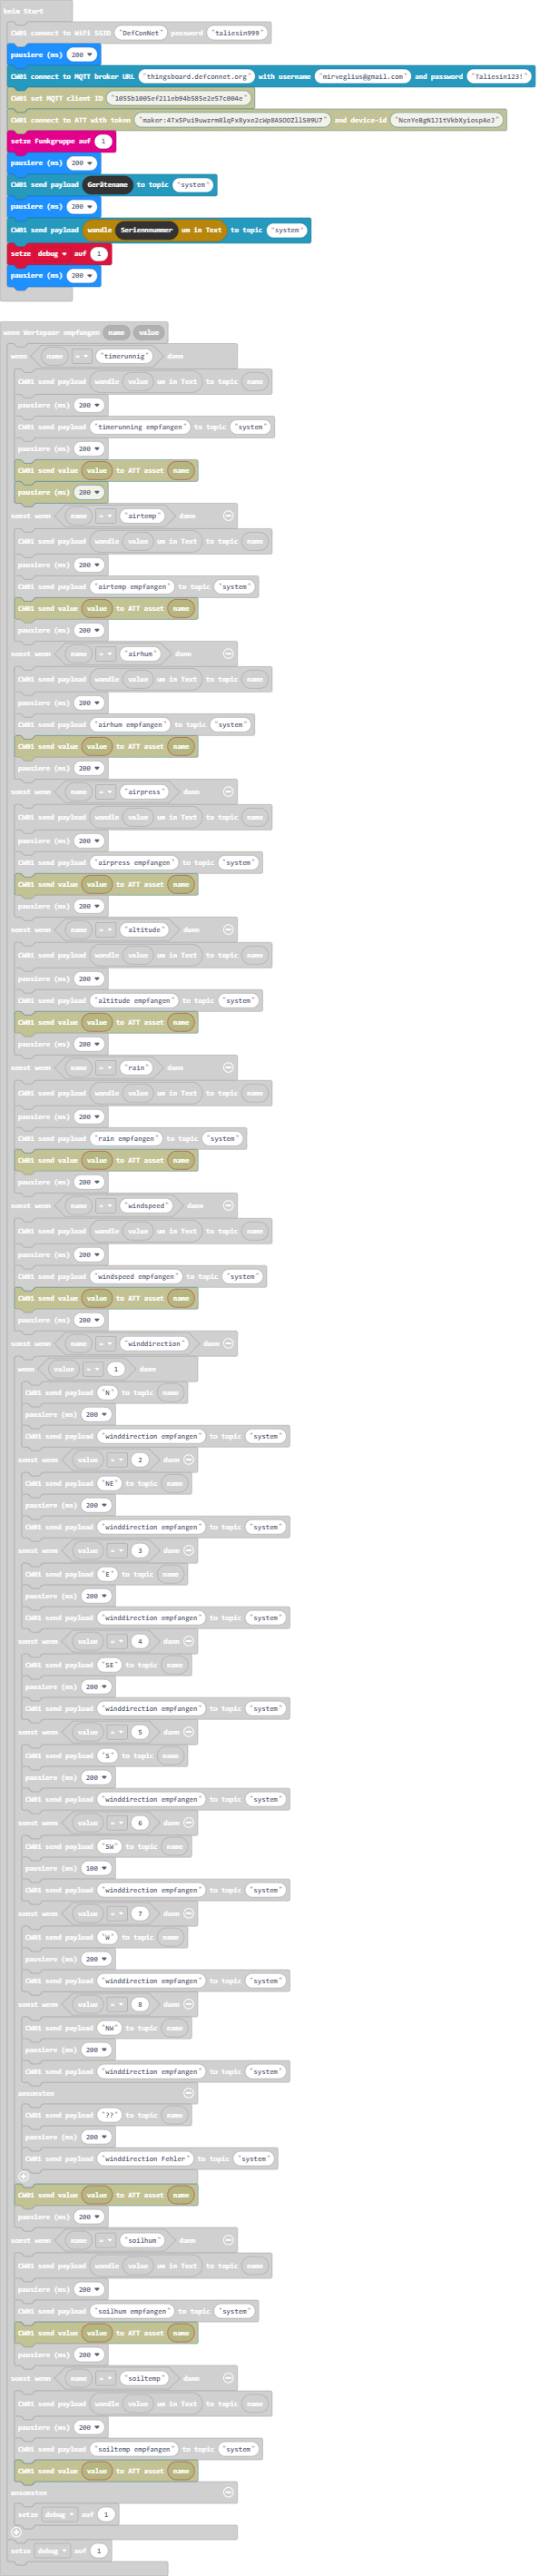 beim Start
CW01 connect to WiFi SSID "DefConNet" password "taliesin999"
pausiere (ms) 200
CW01 connect to MQTT broker URL "thingsboard.defconnet.org" with username "mirveglius@gmail.com" and password "Taliesin123!"
CW01 set MQTT client ID
CW01 connect to ATT with token and device-id
setze Funkgruppe auf 1
pausiere (ms) 200
CW01 send payload Gerätename to topic "system"
pausiere (ms) 200
CW01 send payload wandle Seriennnummer um in Text to topic "system"
setze debug auf 1
pausiere (ms) 200
wenn Wertepaar empfangen name value
wenn name = "timerunnig" dann
CW01 send payload wandle value um in Text to topic name
pausiere (ms) 200
CW01 send payload "timerunning empfangen" to topic "system"
pausiere (ms) 200
CW01 send value value to ATT asset name
pausiere (ms) 200
sonst wenn name = "airtemp" dann
CW01 send payload wandle value um in Text to topic name
pausiere (ms) 200
CW01 send payload "airtemp empfangen" to topic "system"
CW01 send value value to ATT asset name
pausiere (ms) 200
sonst wenn name = "airhum" dann
CW01 send payload wandle value um in Text to topic name
pausiere (ms) 200
CW01 send payload "airhum empfangen" to topic "system"
CW01 send value value to ATT asset name
pausiere (ms) 200
sonst wenn name = "airpress" dann
CW01 send payload wandle value um in Text to topic name
pausiere (ms) 200
CW01 send payload "airpress empfangen" to topic "system"
CW01 send value value to ATT asset name
pausiere (ms) 200
sonst wenn name = "altitude" dann
CW01 send payload wandle value um in Text to topic name
pausiere (ms) 200
CW01 send payload "altitude empfangen" to topic "system"
CW01 send value value to ATT asset name
pausiere (ms) 200
sonst wenn name = "rain" dann
CW01 send payload wandle value um in Text to topic name
pausiere (ms) 200
CW01 send payload "rain empfangen" to topic "system"
CW01 send value value to ATT asset name
pausiere (ms) 200
sonst wenn name = "windspeed" dann
CW01 send payload wandle value um in Text to topic name
pausiere (ms) 200
CW01 send payload "windspeed empfangen" to topic "system"
CW01 send value value to ATT asset name
pausiere (ms) 200
sonst wenn name = "winddirection" dann
wenn value = 1 dann
CW01 send payload "N" to topic name
pausiere (ms) 200
CW01 send payload "winddirection empfangen" to topic "system"
sonst wenn value = 2 dann
CW01 send payload "NE" to topic name
pausiere (ms) 200
CW01 send payload "winddirection empfangen" to topic "system"
sonst wenn value = 3 dann
CW01 send payload "E" to topic name
pausiere (ms) 200
CW01 send payload "winddirection empfangen" to topic "system"
sonst wenn value = 4 dann
CW01 send payload "SE" to topic name
pausiere (ms) 200
CW01 send payload "winddirection empfangen" to topic "system"
sonst wenn value = 5 dann
CW01 send payload "S" to topic name
pausiere (ms) 200
CW01 send payload "winddirection empfangen" to topic "system"
sonst wenn value = 6 dann
CW01 send payload "SW" to topic name
pausiere (ms) 100
CW01 send payload "winddirection empfangen" to topic "system"
sonst wenn value = 7 dann
CW01 send payload "W" to topic name
pausiere (ms) 200
CW01 send payload "winddirection empfangen" to topic "system"
sonst wenn value = 8 dann
CW01 send payload "NW" to topic name
pausiere (ms) 200
CW01 send payload "winddirection empfangen" to topic "system"
ansonsten
CW01 send payload "??" to topic name
pausiere (ms) 200
CW01 send payload "winddirection Fehler" to topic "system"
CW01 send value value to ATT asset name
pausiere (ms) 200
sonst wenn name = "soilhum" dann
CW01 send payload wandle value um in Text to topic name
pausiere (ms) 200
CW01 send payload "soilhum empfangen" to topic "system"
CW01 send value value to ATT asset name
pausiere (ms) 200
sonst wenn name = "soiltemp" dann
CW01 send payload wandle value um in Text to topic name
pausiere (ms) 200
CW01 send payload "soiltemp empfangen" to topic "system"
CW01 send value value to ATT asset name
ansonsten
setze debug auf 1
setze debug auf 1